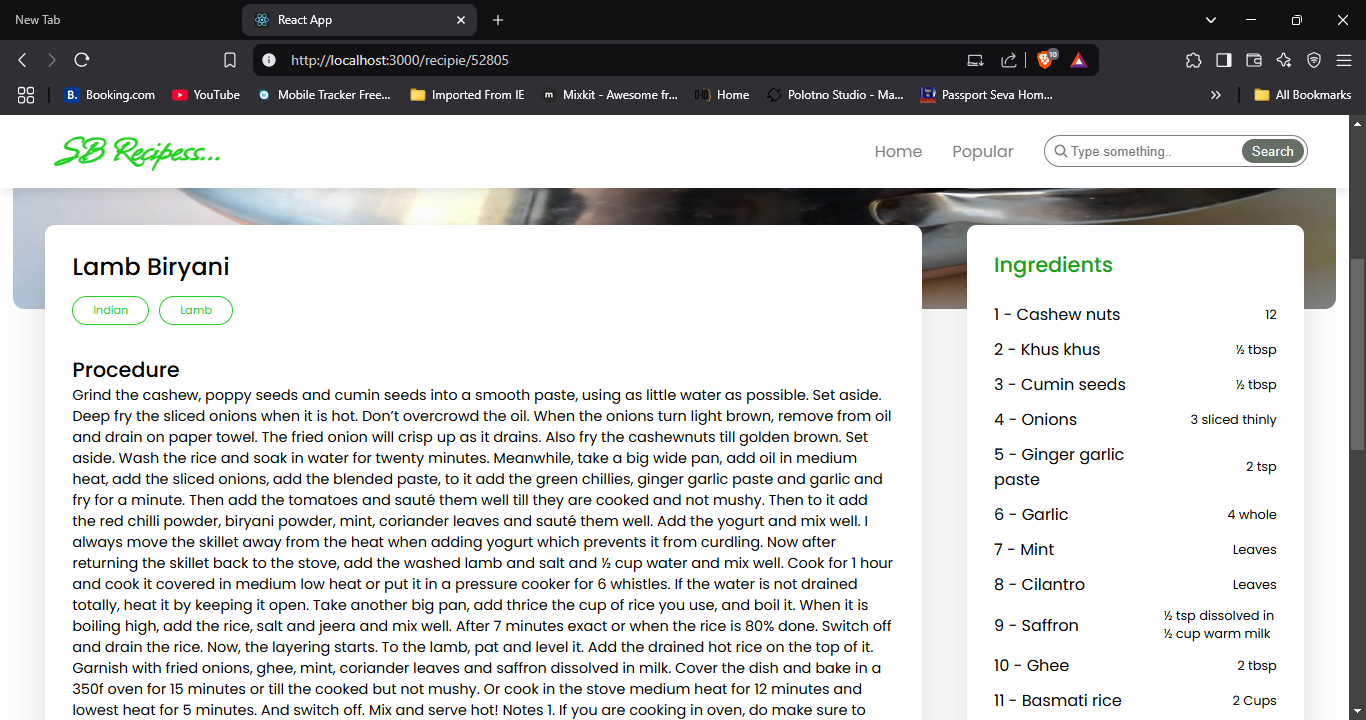 New Tab
React App
http://localhost:3000/recipie/52805
10
Booking.com
YouTube
Mobile Tracker Free...
Imported From IE
Mixkit - Awesome fr...
Home
Polotno Studio - Ma...
Passport Seva Hom...
All Bookmarks
SB Recipess...
Home
Popular
Type something..
Search
Lamb Biryani
Indian
Lamb
Procedure
Grind the cashew, poppy seeds and cumin seeds into a smooth paste, using as little water as possible. Set aside.
Deep fry the sliced onions when it is hot. Don’t overcrowd the oil. When the onions turn light brown, remove from oil
and drain on paper towel. The fried onion will crisp up as it drains. Also fry the cashewnuts till golden brown. Set
aside. Wash the rice and soak in water for twenty minutes. Meanwhile, take a big wide pan, add oil in medium
heat, add the sliced onions, add the blended paste, to it add the green chillies, ginger garlic paste and garlic and
fry for a minute. Then add the tomatoes and sauté them well till they are cooked and not mushy. Then to it add
the red chilli powder, biryani powder, mint, coriander leaves and sauté them well. Add the yogurt and mix well. I
always move the skillet away from the heat when adding yogurt which prevents it from curdling. Now after
returning the skillet back to the stove, add the washed lamb and salt and ½ cup water and mix well. Cook for 1 hour
and cook it covered in medium low heat or put it in a pressure cooker for 6 whistles. If the water is not drained
totally, heat it by keeping it open. Take another big pan, add thrice the cup of rice you use, and boil it. When it is
boiling high, add the rice, salt and jeera and mix well. After 7 minutes exact or when the rice is 80% done. Switch off
and drain the rice. Now, the layering starts. To the lamb, pat and level it. Add the drained hot rice on the top of it.
Garnish with fried onions, ghee, mint, coriander leaves and saffron dissolved in milk. Cover the dish and bake in a
350f oven for 15 minutes or till the cooked but not mushy. Or cook in the stove medium heat for 12 minutes and
lowest heat for 5 minutes. And switch off. Mix and serve hot! Notes 1. If you are cooking in oven, do make sure to
Ingredients
1 - Cashew nuts 12
2 - Khus khus ½ tbsp
3 - Cumin seeds ½ tbsp
4 - Onions 3 sliced thinly
5 - Ginger garlic
paste 2 tsp
6 - Garlic 4 whole
7 - Mint Leaves
8 - Cilantro Leaves
9 - Saffron ½ tsp dissolved in
½ cup warm milk
10 - Ghee 2 tbsp
11 - Basmati rice 2 Cups